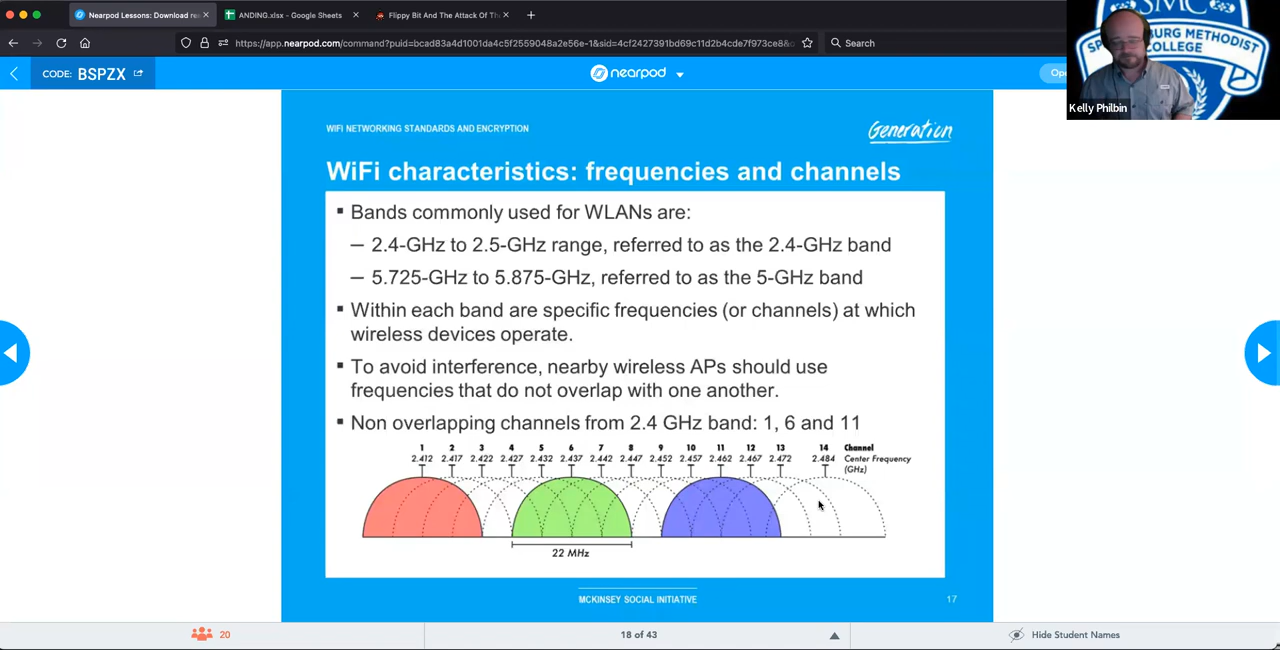 Nearpod Lessons: Download re
ANDING.xlsx - Google Sheets
Flippy Bit And The Attack Of Th
https://app.nearpod.com/command?puid=bcad83a4d1001da4c5f2559048a2e56e-1&sid=4cf2427391bd69c11d2b4cde7f973ce8&
Search
SMC
METHODIST
COLLEGE
Kelly Philbin
CODE: BSPZX
nearpod
WIFI NETWORKING STANDARDS AND ENCRYPTION
Generation
WiFi characteristics: frequencies and channels
▪ Bands commonly used for WLANs are:
– 2.4-GHz to 2.5-GHz range, referred to as the 2.4-GHz band
– 5.725-GHz to 5.875-GHz, referred to as the 5-GHz band
▪ Within each band are specific frequencies (or channels) at which
wireless devices operate.
▪ To avoid interference, nearby wireless APs should use
frequencies that do not overlap with one another.
▪ Non overlapping channels from 2.4 GHz band: 1, 6 and 11
1 2 3 4 5 6 7 8 9 10 11 12 13 14 Channel
2.412 2.417 2.422 2.427 2.432 2.437 2.442 2.447 2.452 2.457 2.462 2.467 2.472 2.484 Center Frequency
(GHz)
22 MHz
MCKINSEY SOCIAL INITIATIVE
17
20
18 of 43
Hide Student Names